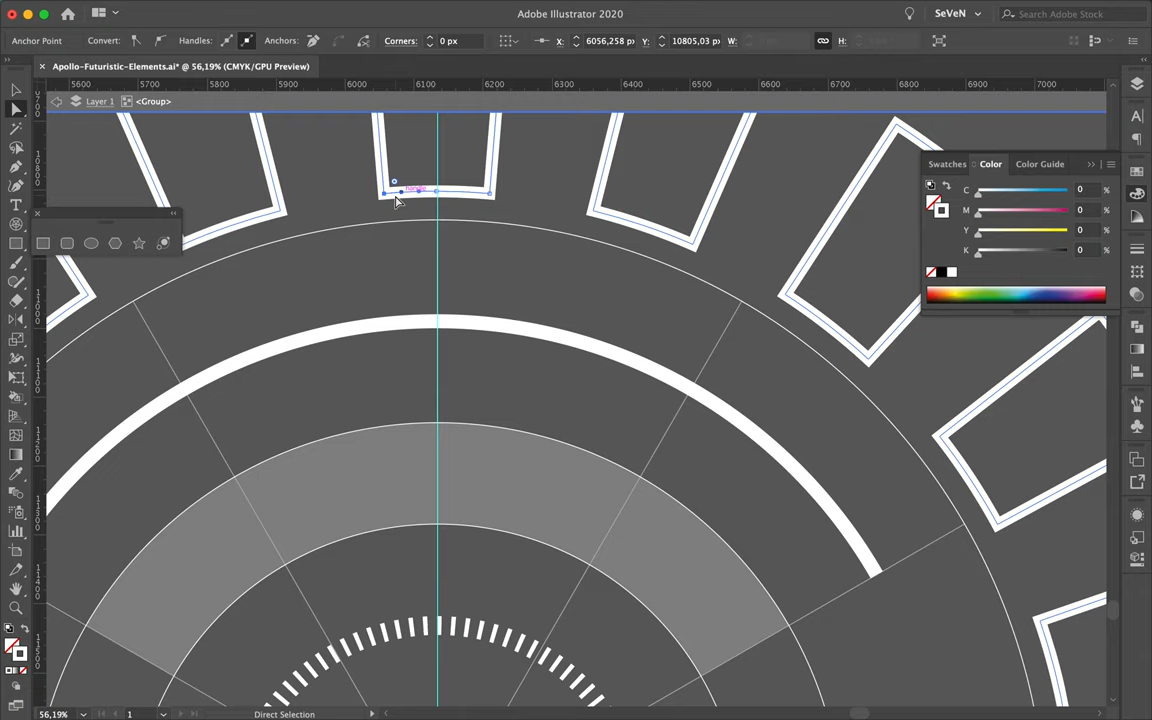 Adobe Illustrator 2020
SeVeN
Search Adobe Stock
Anchor Point
Convert:
Handles:
Anchors:
Corners:
0 px
X:
6056,258 px
Y:
10805,03 px
W:
H:
× Apollo-Futuristic-Elements.ai* @ 56,19% (CMYK/GPU Preview)
5600 5700 5800 5900 6000 6100 6200 6300 6400 6500 6600 6700 6800 6900 7000
Layer 1
<Group>
handle
Swatches
Color
Color Guide
C 0 %
M 0 %
Y 0 %
K 0 %
56,19%
1
Direct Selection